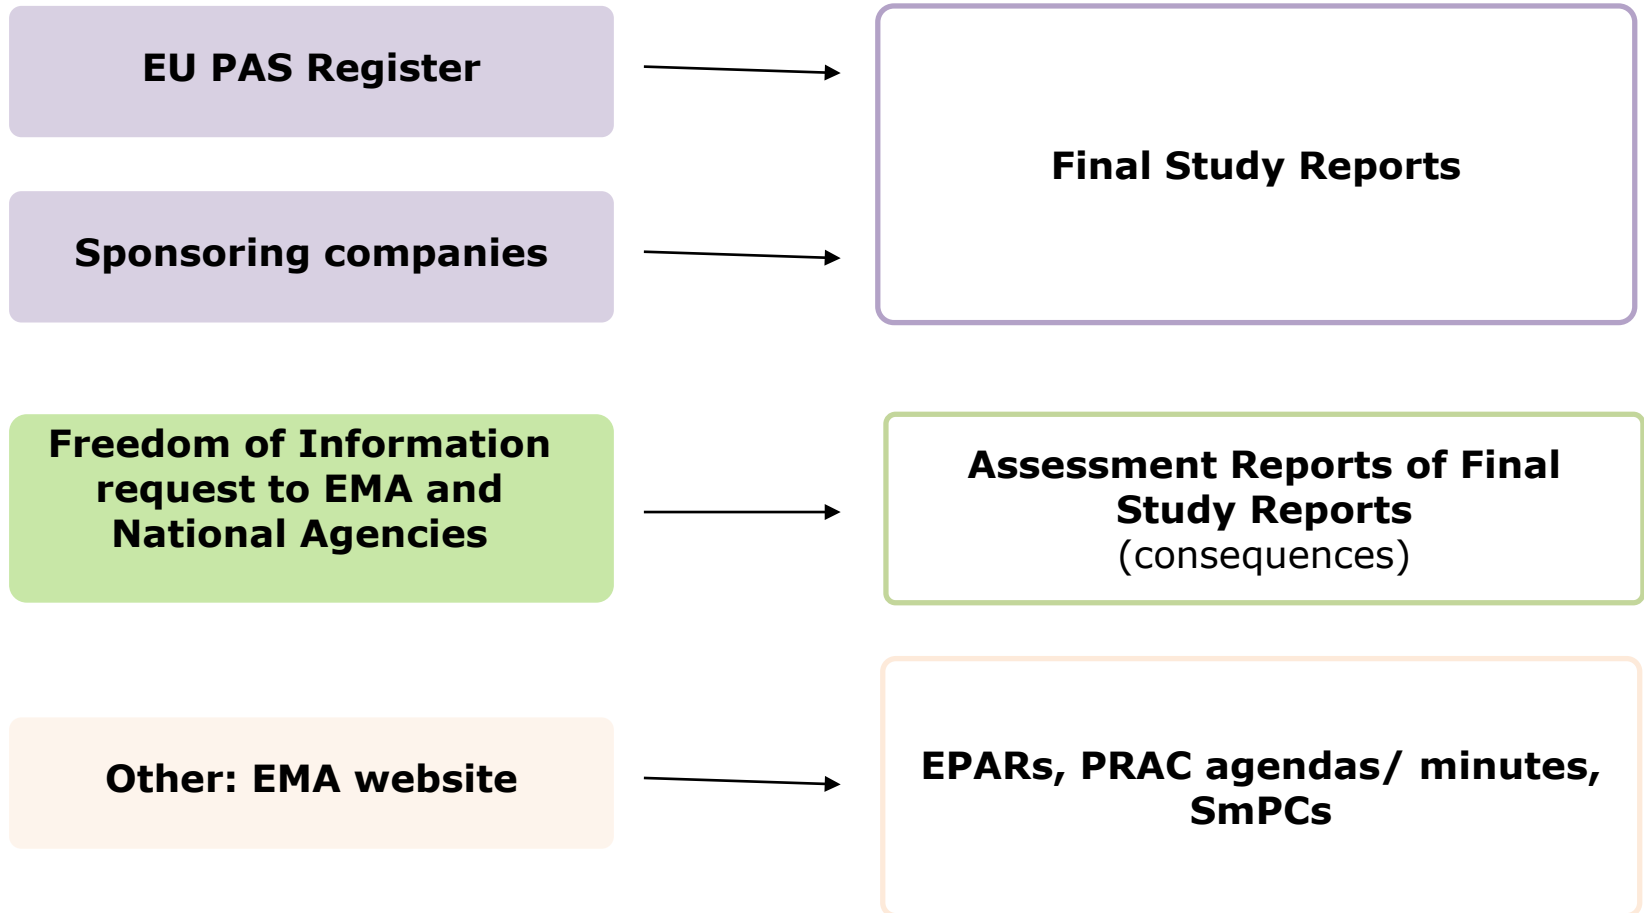 EU PAS Register
Final Study Reports
Sponsoring companies
Freedom of Information
request to EMA and
National Agencies
Assessment Reports of Final
Study Reports
(consequences)
Other: EMA website
EPARs, PRAC agendas/ minutes,
SmPCs